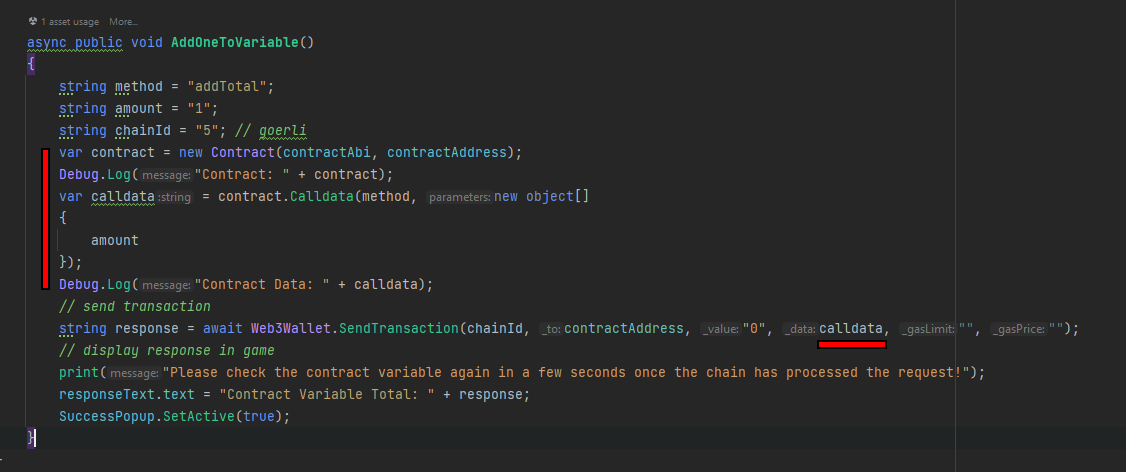 1 asset usage More...
async public void AddOneToVariable()
{
string method = "addTotal";
string amount = "1";
string chainId = "5"; // goerli
var contract = new Contract(contractAbi, contractAddress);
Debug.Log( message: "Contract: " + contract);
var calldata :string = contract.Calldata(method, parameters: new object[]
{
amount
});
Debug.Log( message: "Contract Data: " + calldata);
// send transaction
string response = await Web3Wallet.SendTransaction(chainId, _to: contractAddress, _value: "0", _data: calldata, _gasLimit: "", _gasPrice: "");
// display response in game
print( message: "Please check the contract variable again in a few seconds once the chain has processed the request!");
responseText.text = "Contract Variable Total: " + response;
SuccessPopup.SetActive(true);
}